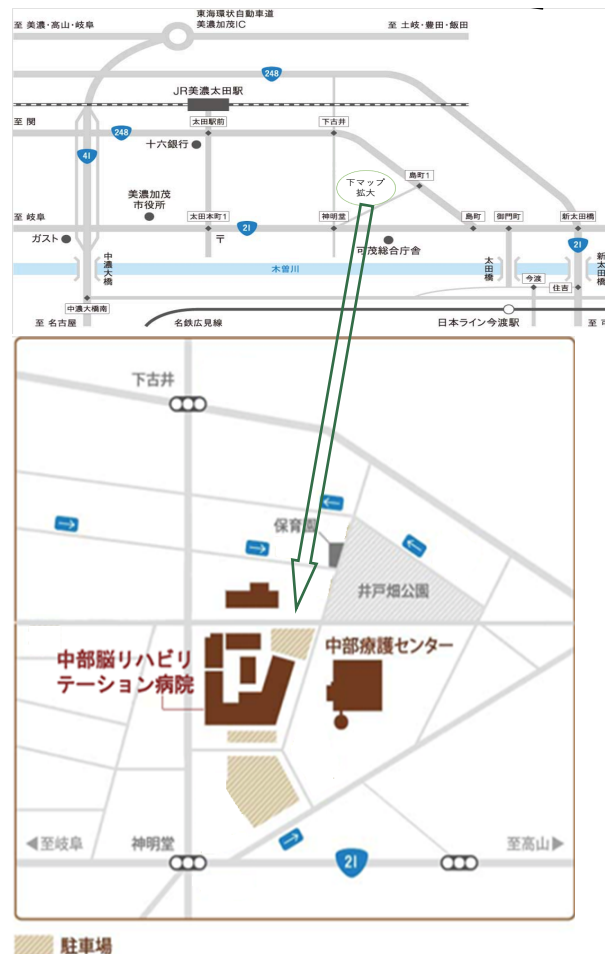 東海環状自動車道
美濃加茂IC
至 美濃・高山・岐阜
至 土岐・豊田・飯田
248
JR美濃太田駅
至 関
248
太田駅前
下古井
十六銀行
41
下マップ
拡大
島町1
美濃加茂
市役所
至 岐阜
太田本町1
21
神明堂
島町
御門町
新太田橋
ガスト
〒
可茂総合庁舎
21
中濃大橋
木曽川
太田橋
新太田橋
今渡
住吉
中濃大橋南
至 名古屋
名鉄広見線
日本ライン今渡駅
下古井
保育園
井戸畑公園
中部脳リハビリ
テーション病院
中部療護センター
至岐阜
神明堂
21
至高山
駐車場